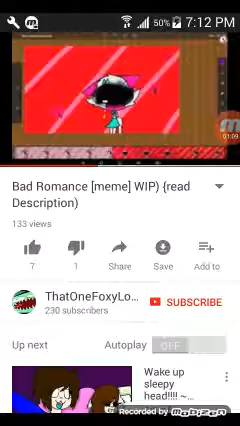 50% 7:12 PM
01:09
Bad Romance [meme] WIP) {read
Description)
133 views
7 1 Share Save Add to
ThatOneFoxyLo...
230 subscribers
SUBSCRIBE
Up next Autoplay OFF
Wake up
sleepy
head!!!! ~...
Recorded by mobizen